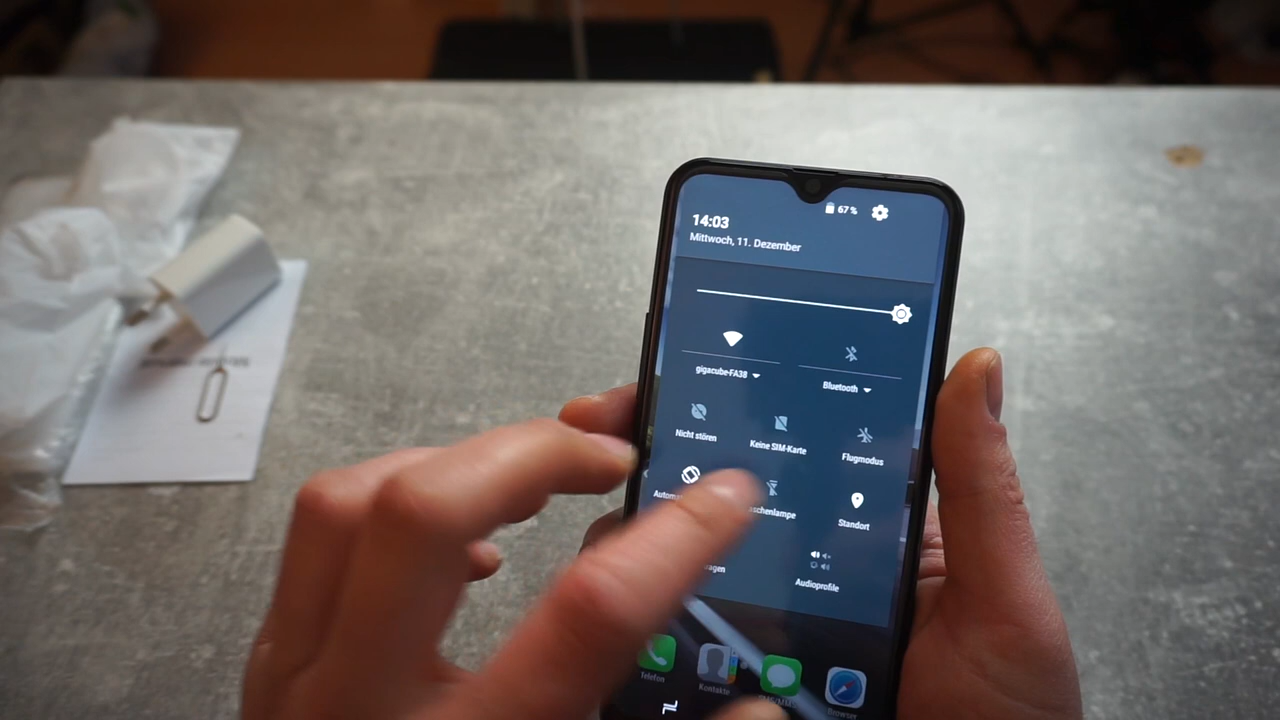 67%
14:03
Mittwoch, 11. Dezember
gigacube-FA38
Bluetooth
Nicht stören
Keine SIM-Karte
Flugmodus
Standort
Audioprofile
Telefon
Kontakte
Browser